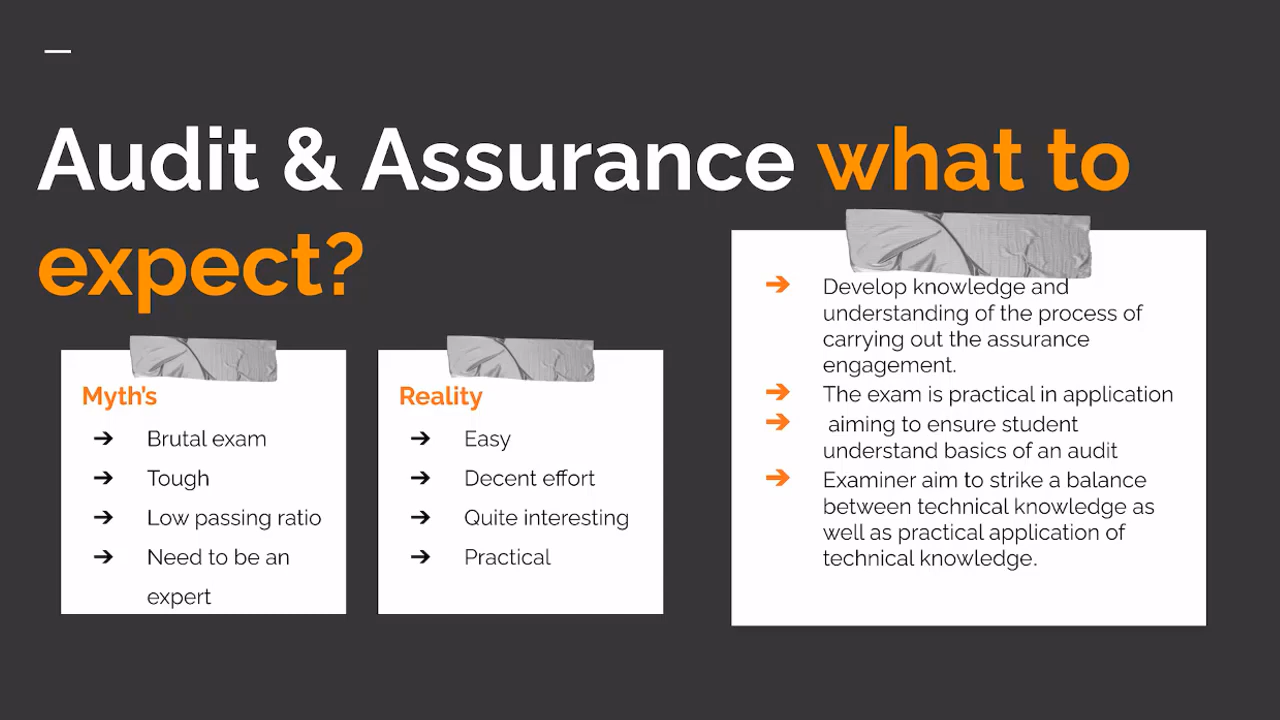 Audit & Assurance what to
expect?
Myth's
➔ Brutal exam
➔ Tough
➔ Low passing ratio
➔ Need to be an
expert
Reality
➔ Easy
➔ Decent effort
➔ Quite interesting
➔ Practical
➔ Develop knowledge and
understanding of the process of
carrying out the assurance
engagement.
➔ The exam is practical in application
➔ aiming to ensure student
understand basics of an audit
➔ Examiner aim to strike a balance
between technical knowledge as
well as practical application of
technical knowledge.